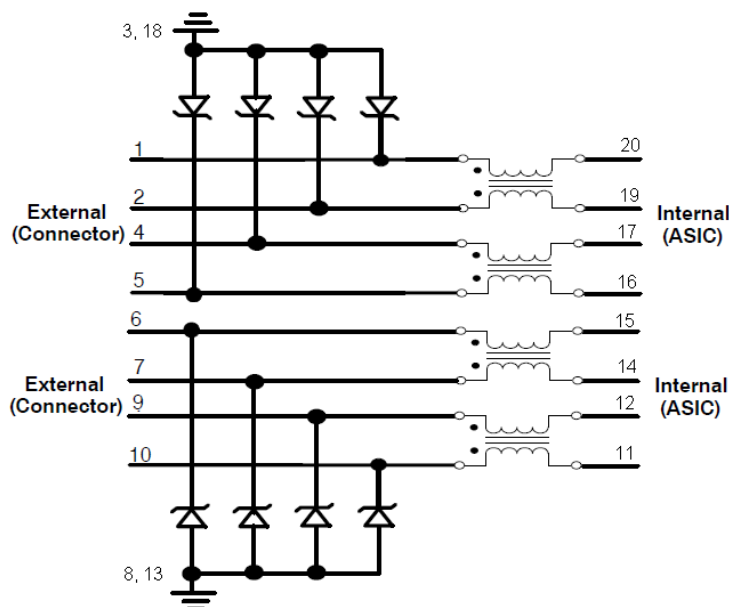 3, 18
1
20
2
19
External
(Connector)
Internal
(ASIC)
4
17
5
16
6
15
7
14
External
(Connector)
Internal
(ASIC)
9
12
10
11
8, 13